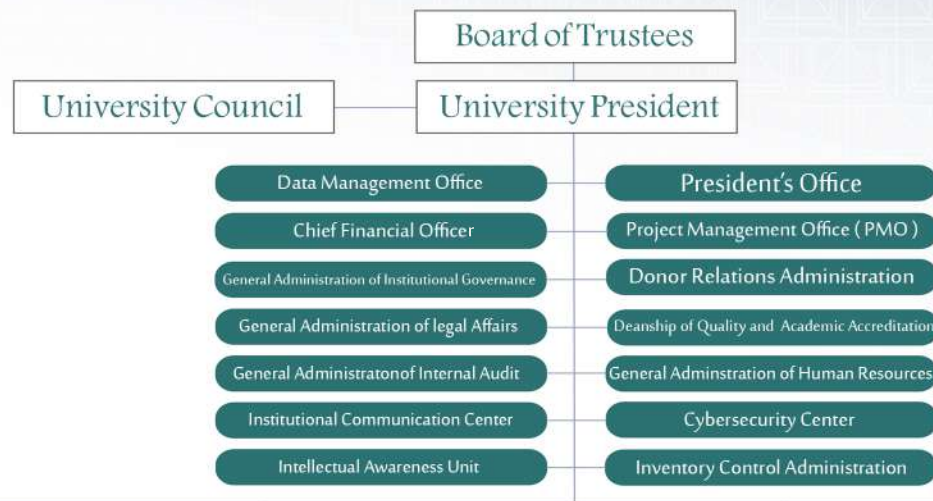 Board of Trustees
University Council
University President
Data Management Office
President's Office
Chief Financial Officer
Project Management Office ( PMO )
General Administration of Institutional Governance
Donor Relations Administration
General Administration of legal Affairs
Deanship of Quality and Academic Accreditation
General Administratonof Internal Audit
General Adminstration of Human Resources
Institutional Communication Center
Cybersecurity Center
Intellectual Awareness Unit
Inventory Control Administration